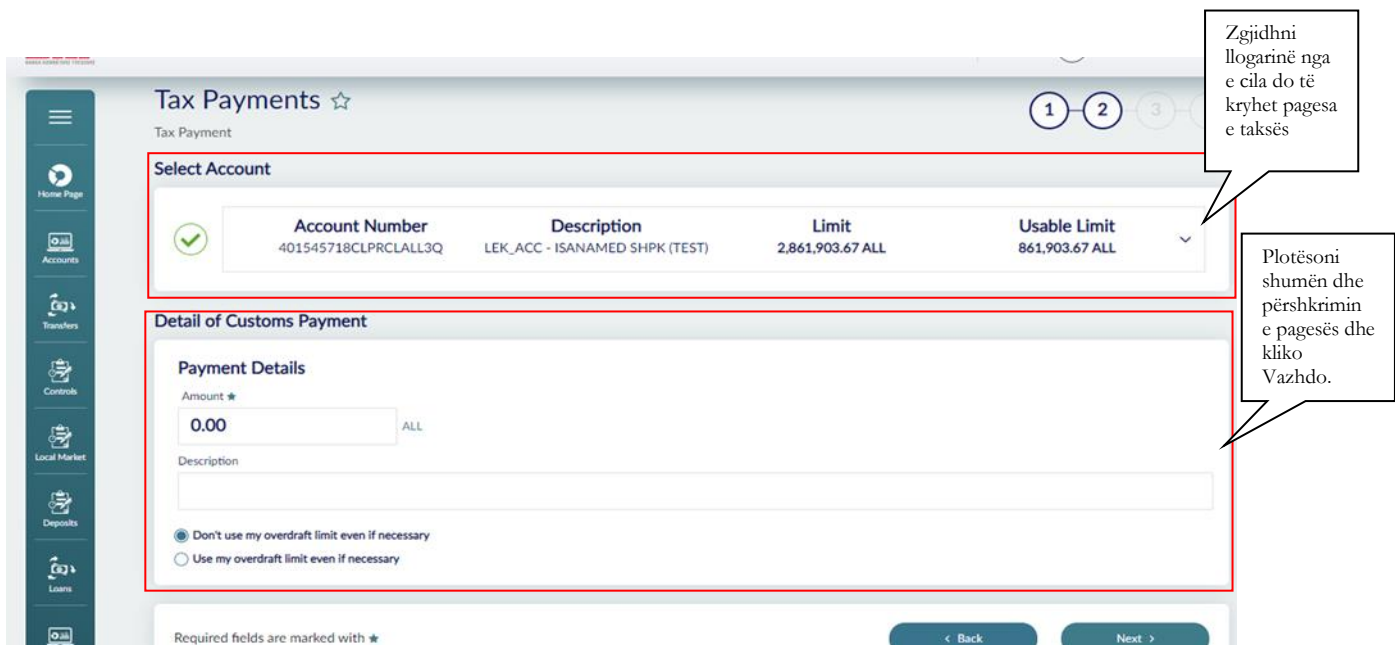 Zgjidhni
llogarinë nga
e cila do të
kryhet pagesa
e taksës
Tax Payments
1 2 3
Tax Payment
Select Account
Home Page
Account Number Description Limit Usable Limit
401545718CLPRCLALL3Q LEK_ACC - ISANAMED SHPK (TEST) 2,861,903.67 ALL 861,903.67 ALL
Accounts
Plotësoni
shumën dhe
përshkrimin
e pagesës dhe
kliko
Vazhdo.
Transfers
Detail of Customs Payment
Payment Details
Controls
Amount ★
0.00 ALL
Local Market
Description
Deposits
Don't use my overdraft limit even if necessary
Use my overdraft limit even if necessary
Loans
Required fields are marked with ★
< Back Next >